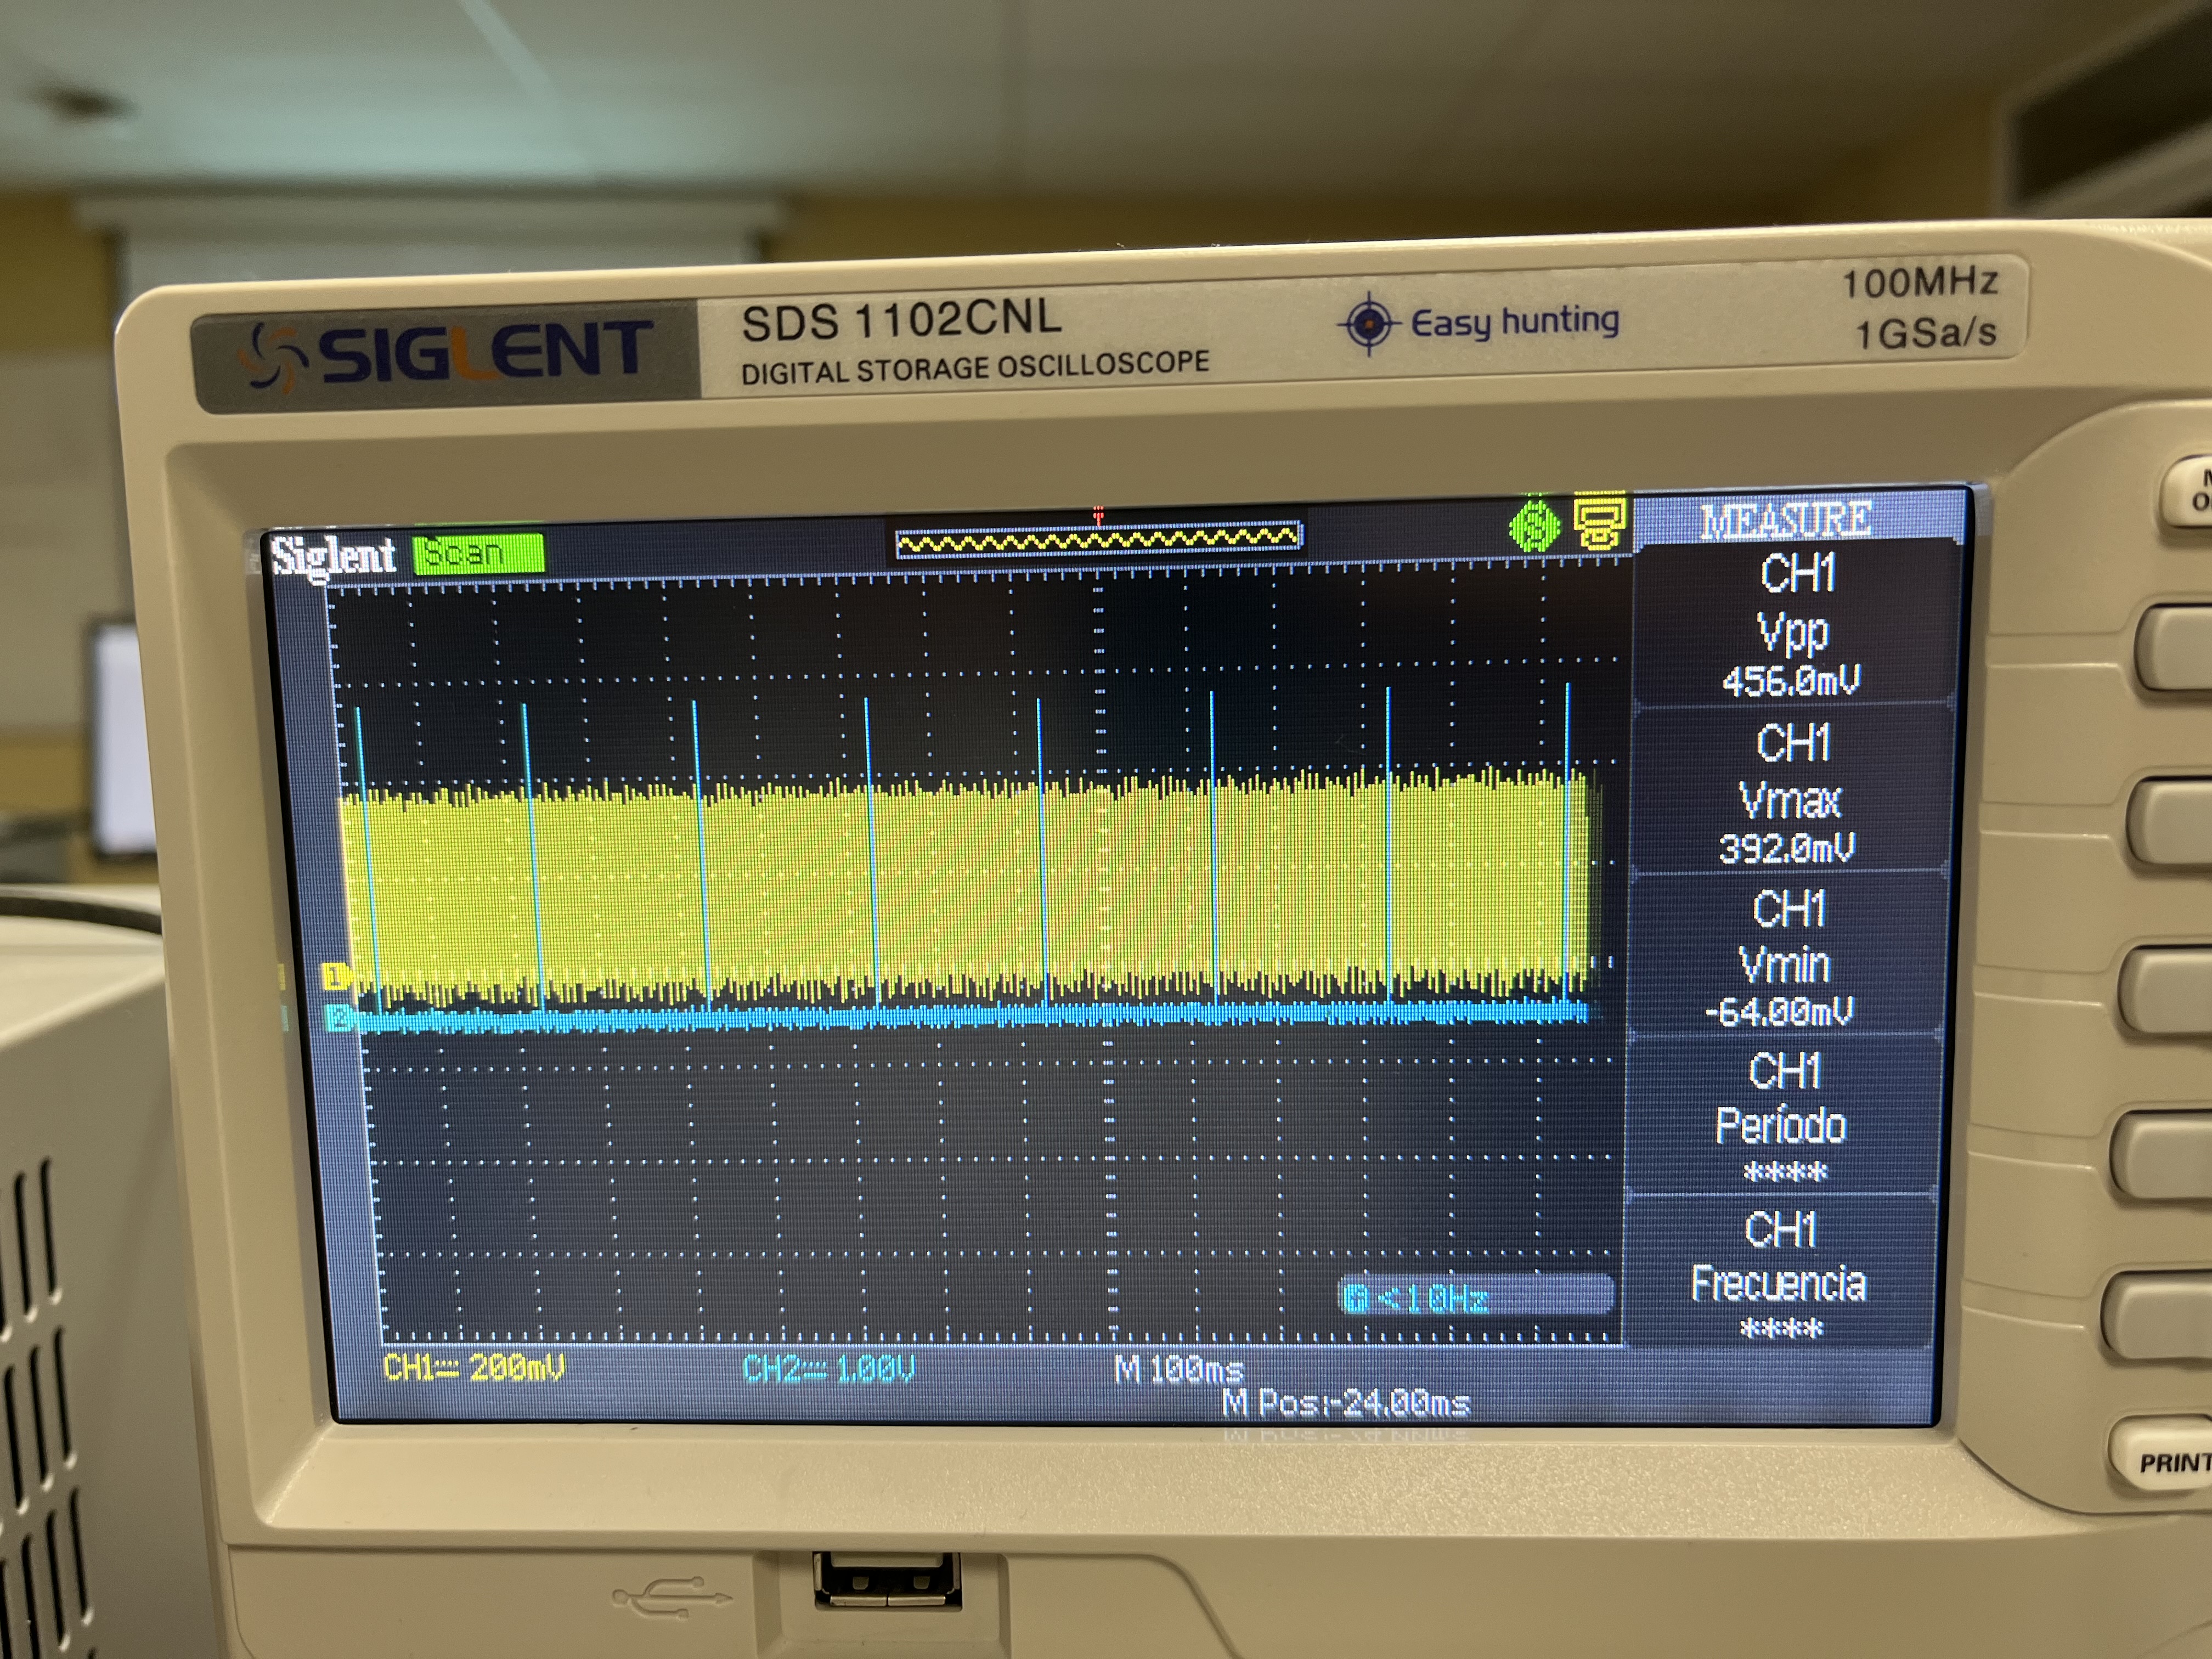 SIGLENT
SDS 1102CNL
DIGITAL STORAGE OSCILLOSCOPE
Easy hunting
100MHz
1GSa/s
Siglent Scan
MEASURE
CH1
Vpp
456.0mV
CH1
Vmax
392.0mV
CH1
Vmin
-64.00mV
CH1
Período
****
CH1
Frecuencia
****
1
2
<10Hz
CH1 200mV CH2 1.00V M 100ms
M Pos:-24.00ms
PRINT